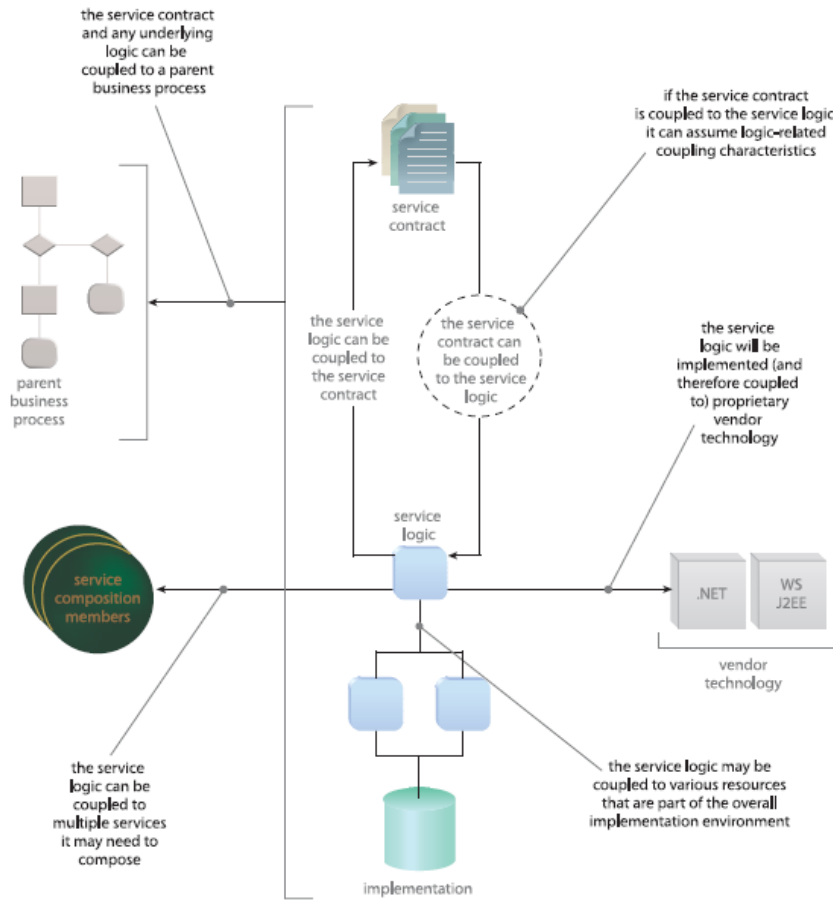 the service contract
and any underlying
logic can be
coupled to a parent
business process
if the service contract
is coupled to the service logic
it can assume logic-related
coupling characteristics
service
contract
the service
logic can be
coupled to
the service
contract
the service
contract can
be coupled
to the service
logic
parent
business
process
the service
logic will be
implemented (and
therefore coupled
to) proprietary
vendor
technology
service
logic
service
composition
members
.NET
WS
J2EE
vendor
technology
the service
logic can be
coupled to
multiple services
it may need to
compose
the service logic may be
coupled to various resources
that are part of the overall
implementation environment
implementation